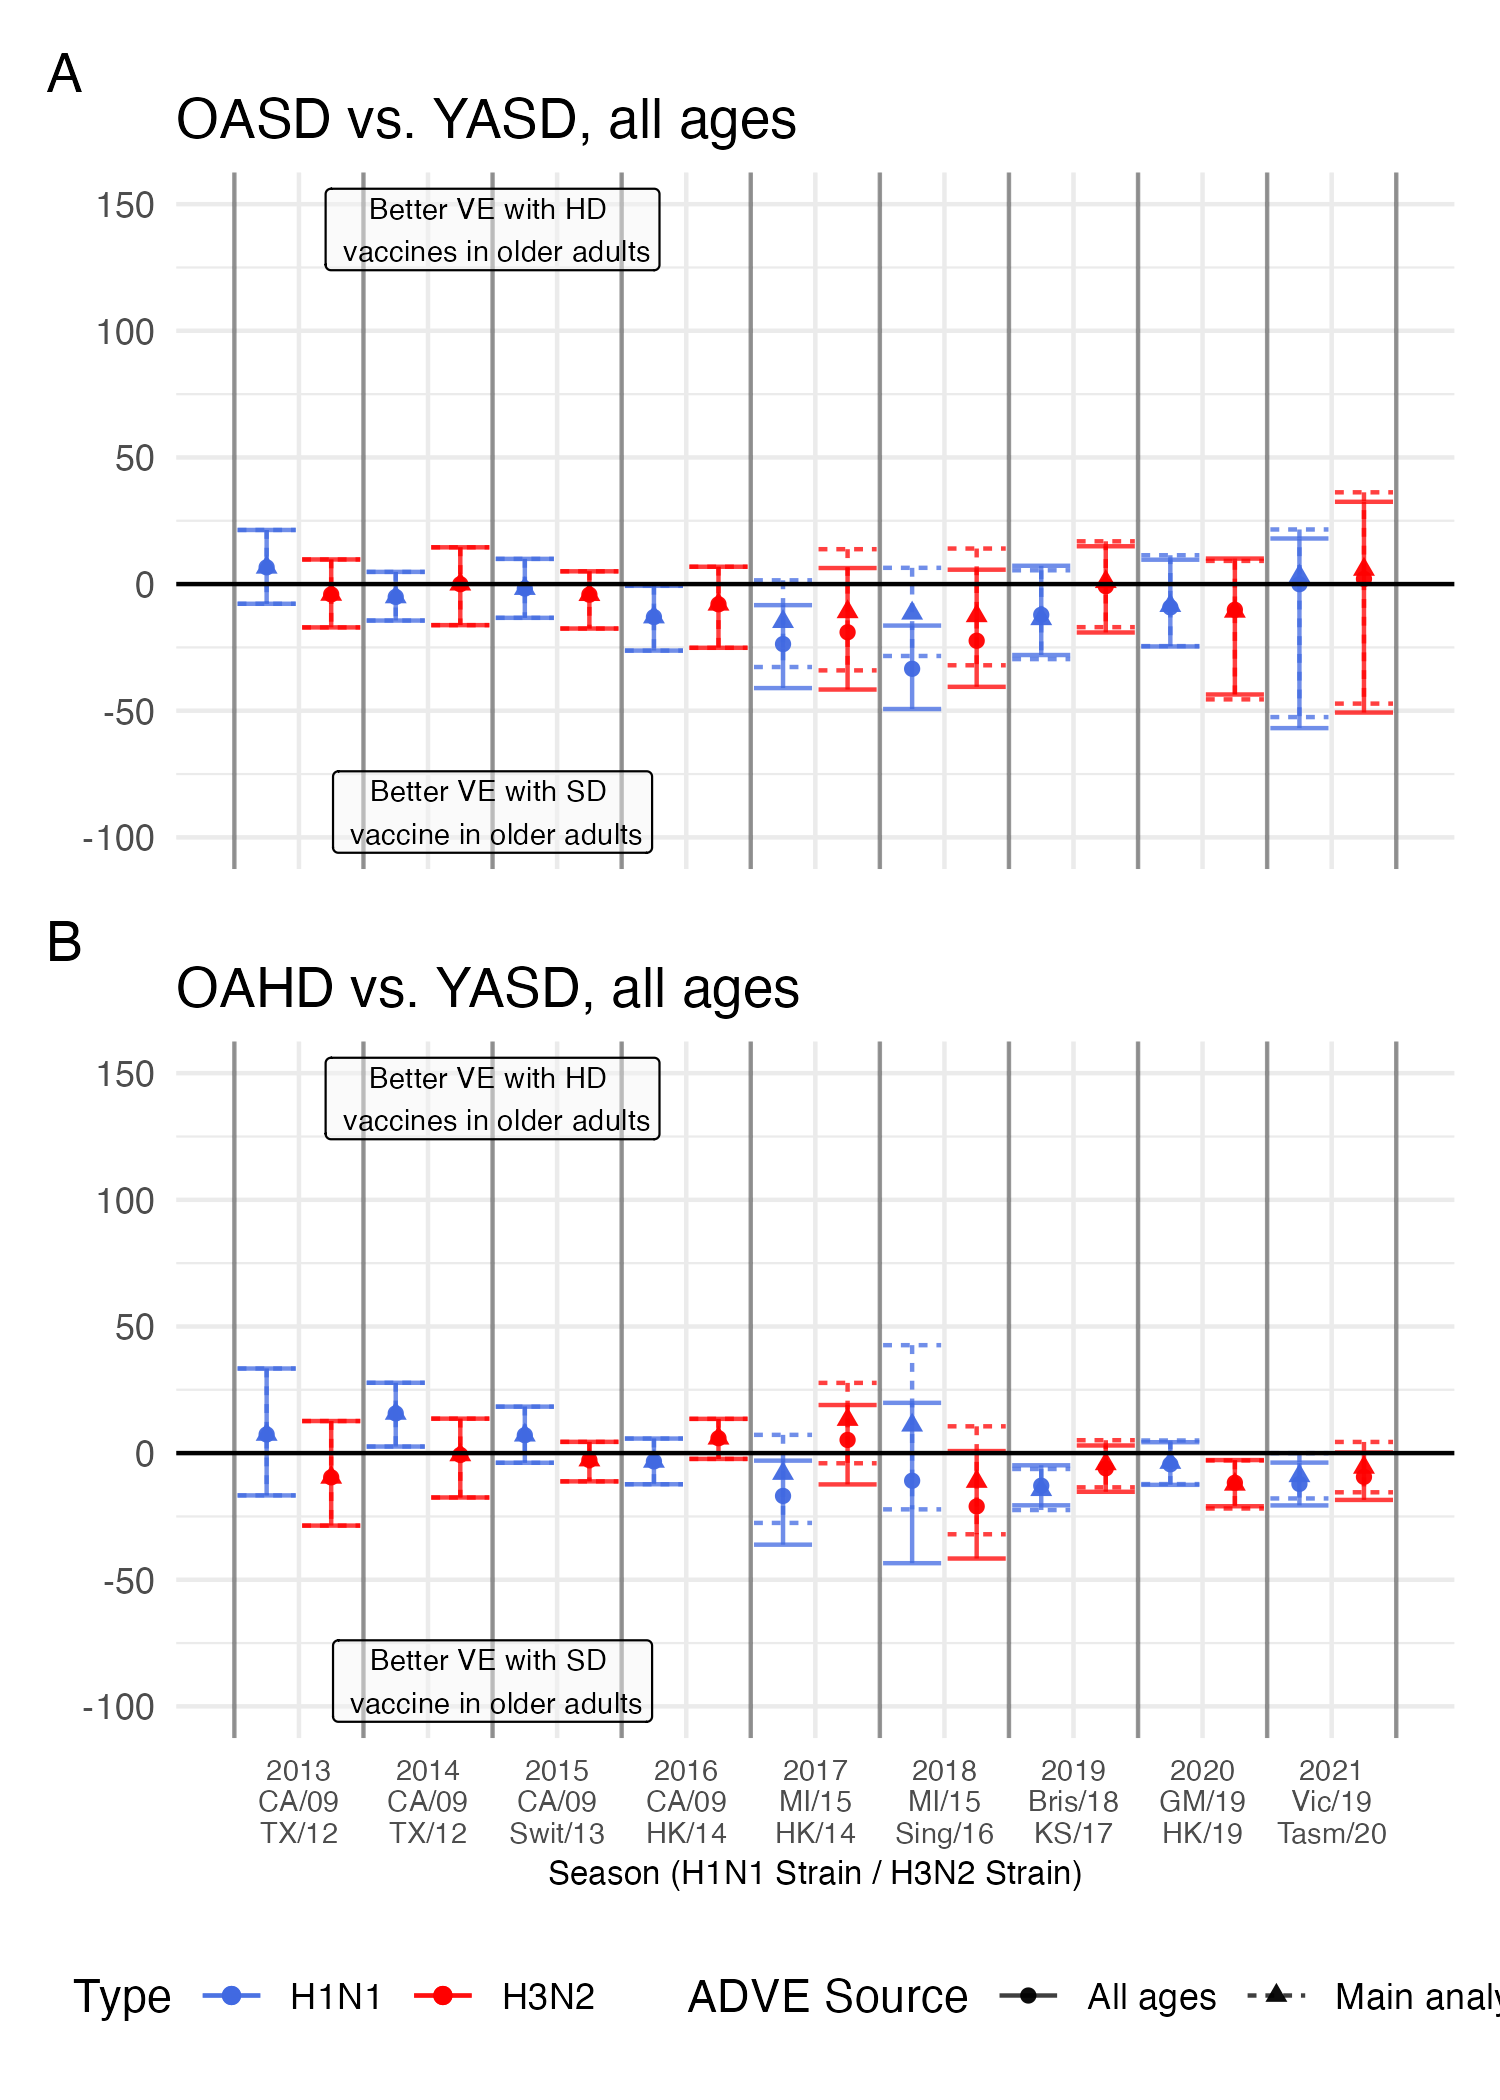 A
OASD vs. YASD, all ages
150
Better VE with HD
vaccines in older adults
100
50
0
-50
Better VE with SD
vaccine in older adults
-100
B
OAHD vs. YASD, all ages
150
Better VE with HD
vaccines in older adults
100
50
0
-50
Better VE with SD
vaccine in older adults
-100
2013 2014 2015 2016 2017 2018 2019 2020 2021
CA/09 CA/09 CA/09 CA/09 MI/15 MI/15 Bris/18 GM/19 Vic/19
TX/12 TX/12 Swit/13 HK/14 HK/14 Sing/16 KS/17 HK/19 Tasm/20
Season (H1N1 Strain / H3N2 Strain)
Type H1N1 H3N2 ADVE Source All ages Main analy